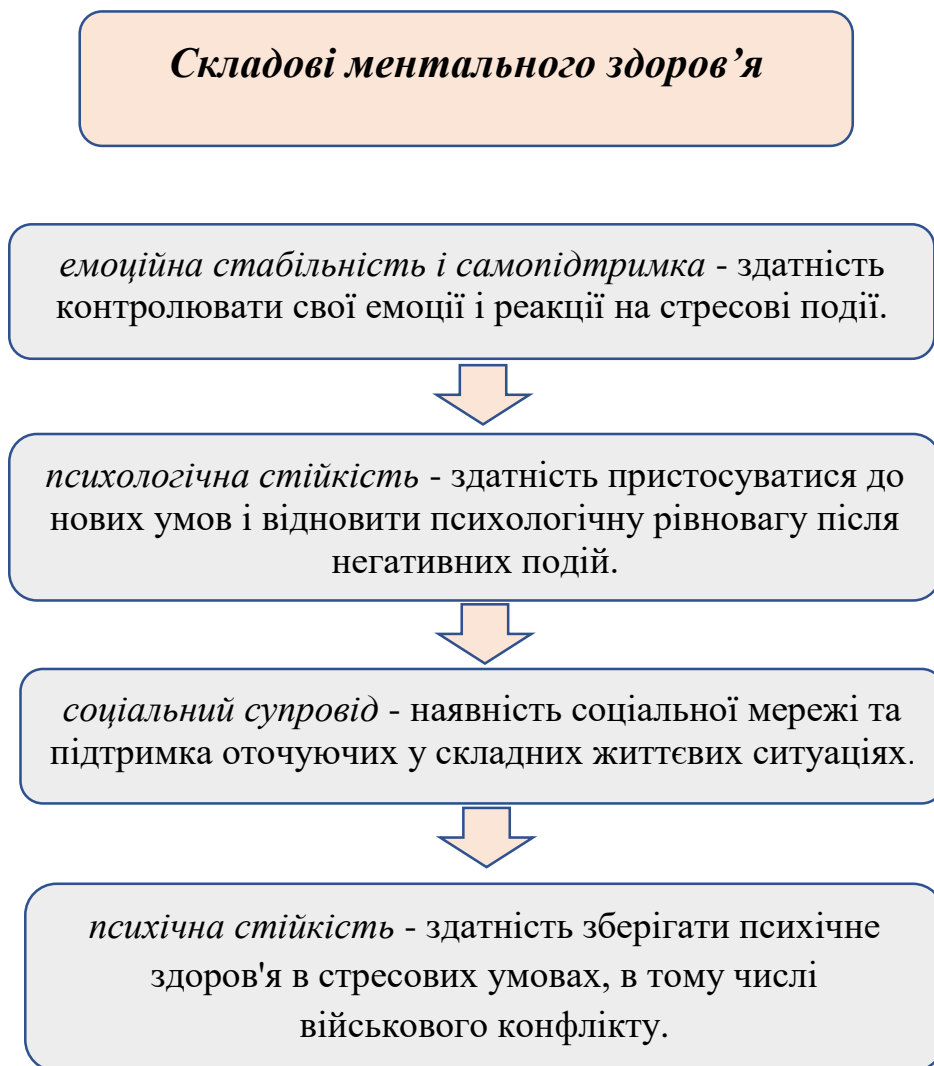 Складові ментального здоров’я
емоційна стабільність і самопідтримка - здатність
контролювати свої емоції і реакції на стресові події.
психологічна стійкість - здатність пристосуватися до
нових умов і відновити психологічну рівновагу після
негативних подій.
соціальний супровід - наявність соціальної мережі та
підтримка оточуючих у складних життєвих ситуаціях.
психічна стійкість - здатність зберігати психічне
здоров'я в стресових умовах, в тому числі
військового конфлікту.